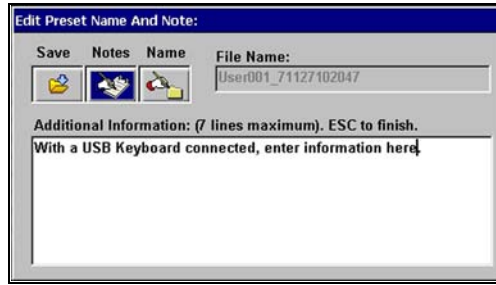 Edit Preset Name And Note:
Save Notes Name File Name:
User001_71127102047
Additional Information: (7 lines maximum). ESC to finish.
With a USB Keyboard connected, enter information here.